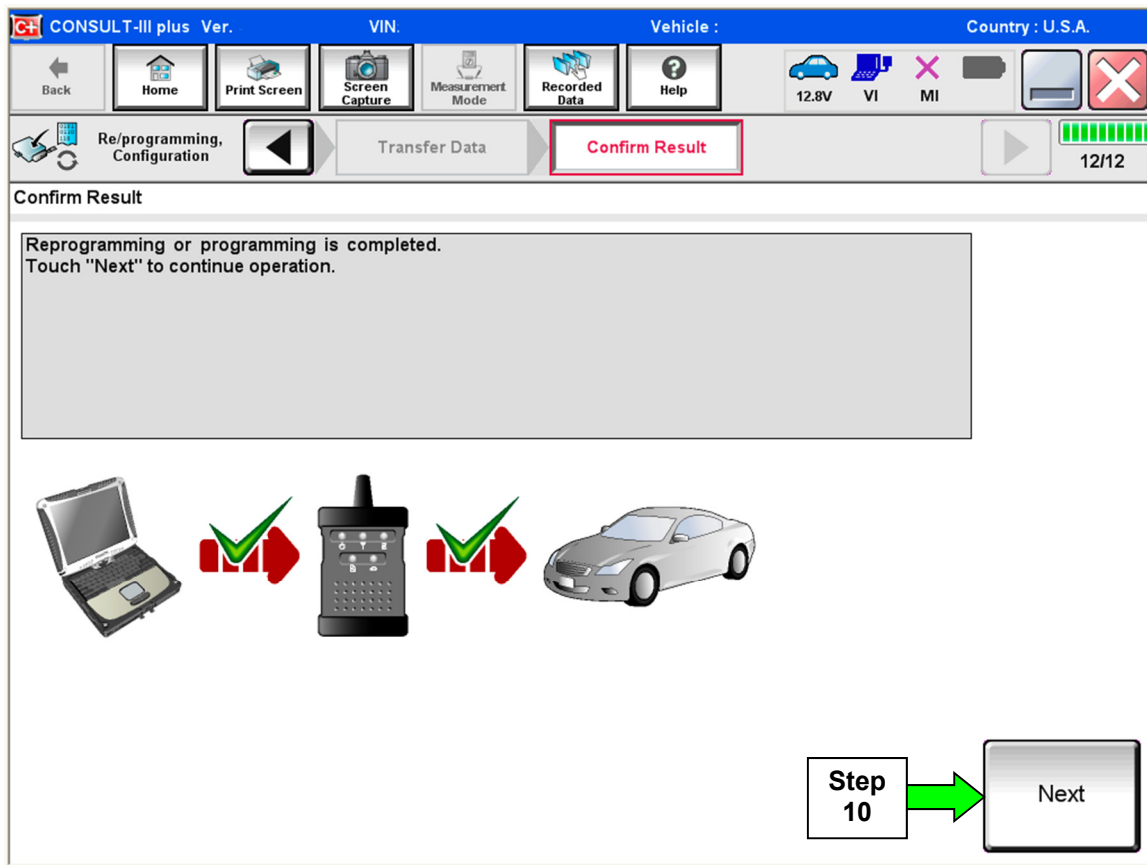 C+ CONSULT-III plus Ver. VIN: Vehicle : Country : U.S.A.
Back
Home
Print Screen
Screen
Capture
Measurement
Mode
Recorded
Data
Help
12.8V
VI
MI
Re/programming,
Configuration
Transfer Data
Confirm Result
12/12
Confirm Result
Reprogramming or programming is completed.
Touch "Next" to continue operation.
Step
10
Next